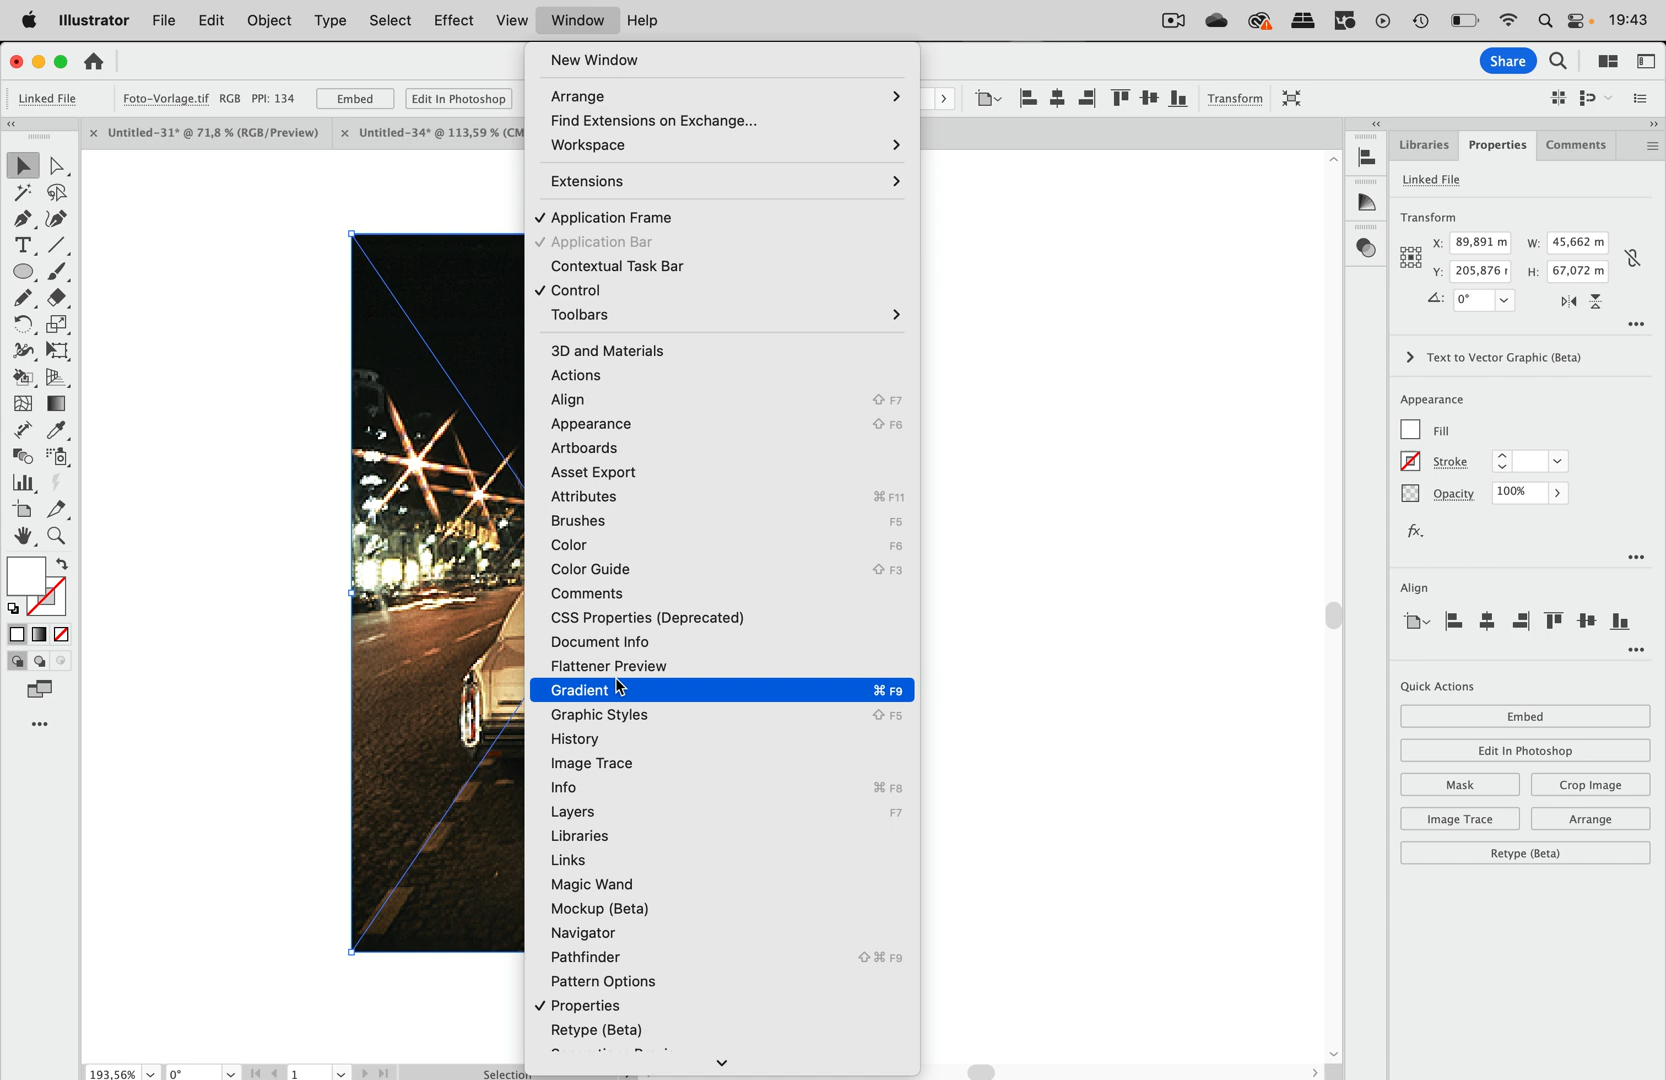 Illustrator File Edit Object Type Select Effect View Window Help 19:43
Share
Linked File Foto-Vorlage.tif RGB PPI: 134 Embed Edit In Photoshop Transform
Untitled-31* @ 71,8 % (RGB/Preview) Untitled-34* @ 113,59 % (CM
New Window
Arrange
Find Extensions on Exchange...
Workspace
Extensions
Application Frame
Application Bar
Contextual Task Bar
Control
Toolbars
3D and Materials
Actions
Align ⇧ F7
Appearance ⇧ F6
Artboards
Asset Export
Attributes ⌘ F11
Brushes F5
Color F6
Color Guide ⇧ F3
Comments
CSS Properties (Deprecated)
Document Info
Flattener Preview
Gradient ⌘ F9
Graphic Styles ⇧ F5
History
Image Trace
Info ⌘ F8
Layers F7
Libraries
Links
Magic Wand
Mockup (Beta)
Navigator
Pathfinder ⇧ ⌘ F9
Pattern Options
Properties
Retype (Beta)
Libraries Properties Comments
Linked File
Transform
X: 89,891 m W: 45,662 m
Y: 205,876 H: 67,072 m
0°
Text to Vector Graphic (Beta)
Appearance
Fill
Stroke
Opacity 100%
fx.
Align
Quick Actions
Embed
Edit In Photoshop
Mask Crop Image
Image Trace Arrange
Retype (Beta)
193,56% 0° 1 Selection